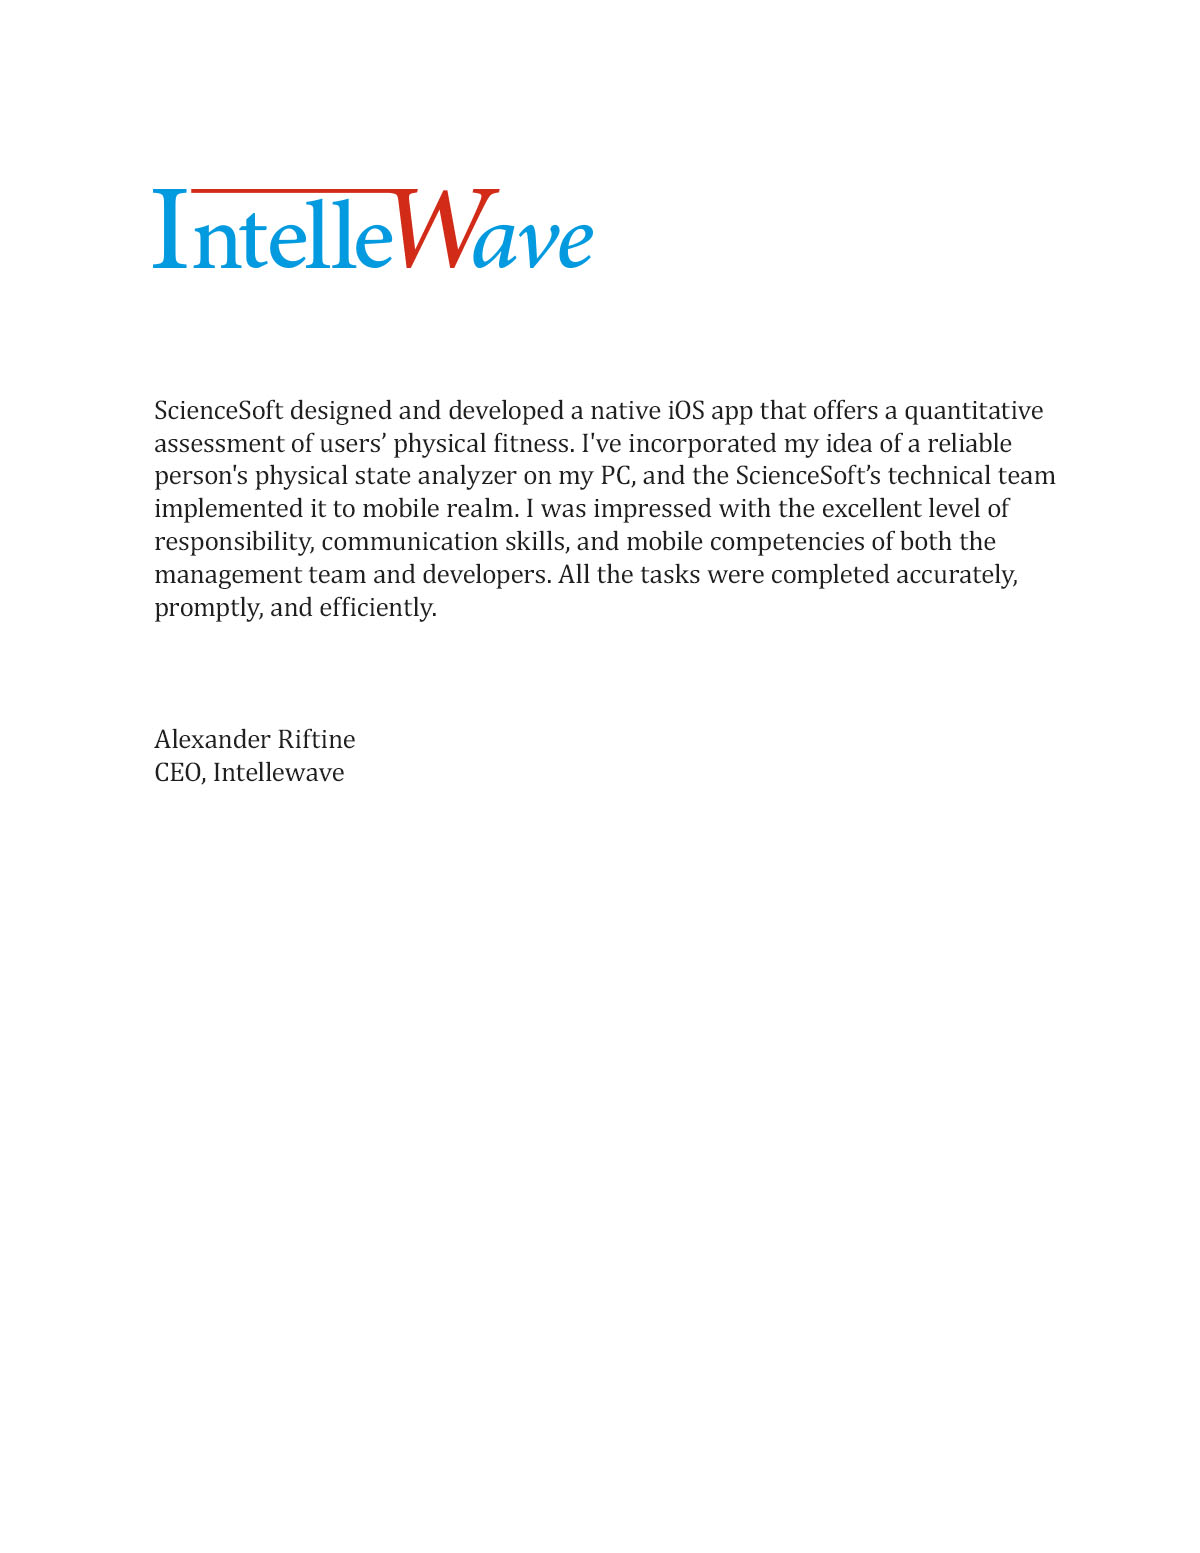 IntelleWave
ScienceSoft designed and developed a native iOS app that offers a quantitative
assessment of users’ physical fitness. I've incorporated my idea of a reliable
person's physical state analyzer on my PC, and the ScienceSoft’s technical team
implemented it to mobile realm. I was impressed with the excellent level of
responsibility, communication skills, and mobile competencies of both the
management team and developers. All the tasks were completed accurately,
promptly, and efficiently.
Alexander Riftine
CEO, Intellewave